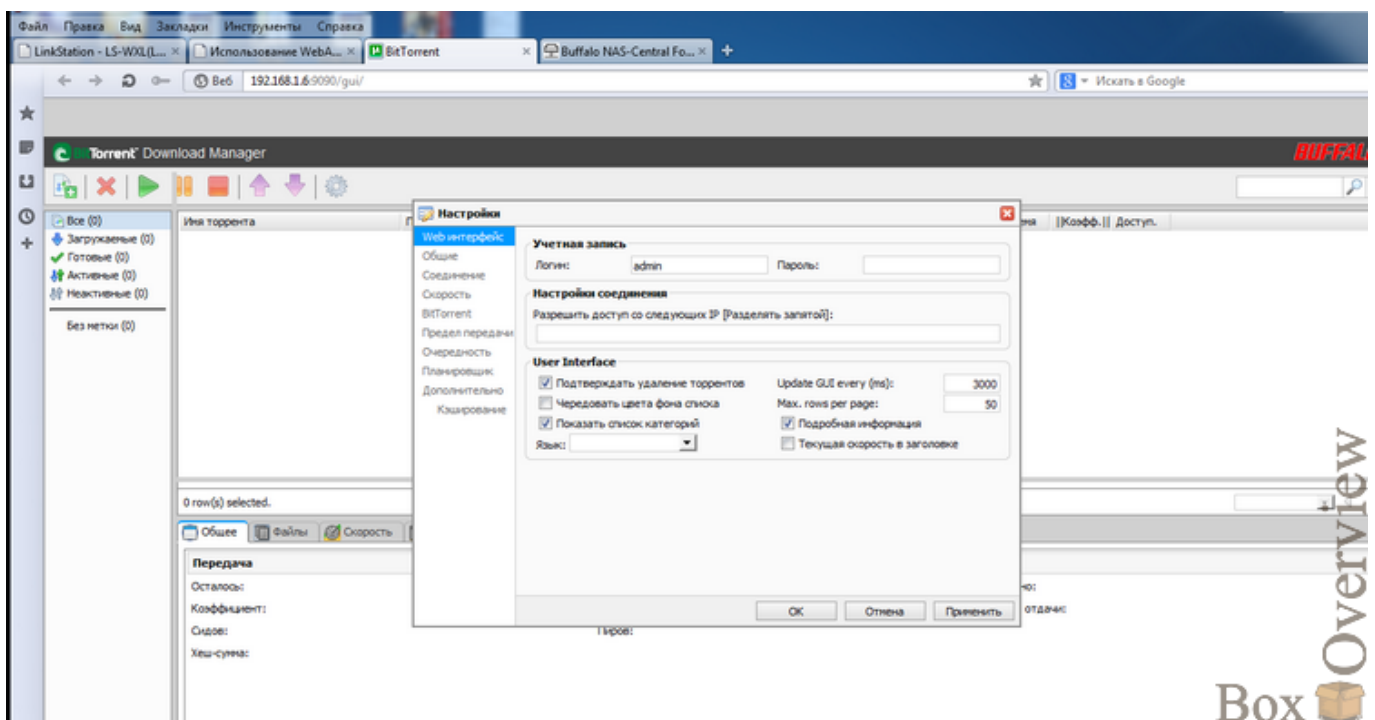 Файл Правка Вид Закладки Инструменты Справка
LinkStation - LS-WXL(L... Использование WebA... BitTorrent Buffalo NAS-Central Fo...
Веб 192.168.1.6:9090/gui/ Искать в Google
BitTorrent Download Manager BUFFAL
Все (0)
Загружаемые (0)
Готовые (0)
Активные (0)
Неактивные (0)
Без метки (0)
Имя торрента ||Коэфф.|| Доступ.
Настройки
Web интерфейс
Общие
Соединение
Скорость
BitTorrent
Предел передачи
Очередность
Планировщик
Дополнительно
Кэширование
Учетная запись
Логин: admin Пароль:
Настройки соединения
Разрешить доступ со следующих IP [Разделять запятой]:
User Interface
Подтверждать удаление торрентов Update GUI every (ms): 3000
Чередовать цвета фона списка Max. rows per page: 50
Показать список категорий Подробная информация
Язык: Текущая скорость в заголовке
OK Отмена Применить
0 row(s) selected.
Общее Файлы Скорость
Передача
Осталось:
Коэффициент: отдачи:
Сидов: Пиров:
Хеш-сумма:
Box Overview